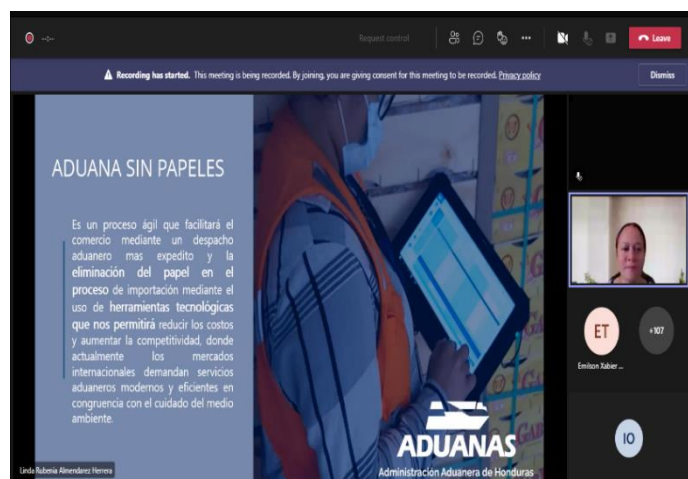 --:--
Request control
Leave
Recording has started. This meeting is being recorded. By joining, you are giving consent for this meeting to be recorded. Privacy policy
Dismiss
ADUANA SIN PAPELES
Es un proceso ágil que facilitará el
comercio mediante un despacho
aduanero mas expedito y la
eliminación del papel en el
proceso de importación mediante el
uso de herramientas tecnológicas
que nos permitirá reducir los costos
y aumentar la competitividad, donde
actualmente los mercados
internacionales demandan servicios
aduaneros modernos y eficientes en
congruencia con el cuidado del medio
ambiente.
ADUANAS
Administración Aduanera de Honduras
Linda Rubenia Almendarez Herrera
ET
+107
Emilson Xabier ...
IO